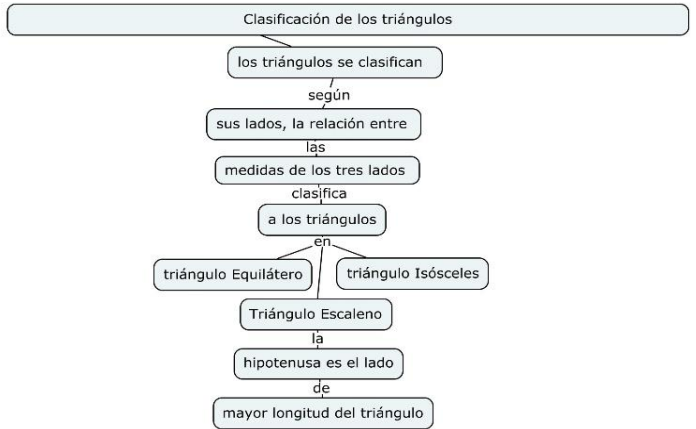 Clasificación de los triángulos
los triángulos se clasifican
según
sus lados, la relación entre
las
medidas de los tres lados
clasifica
a los triángulos
en
triángulo Equilátero
triángulo Isósceles
Triángulo Escaleno
la
hipotenusa es el lado
de
mayor longitud del triángulo